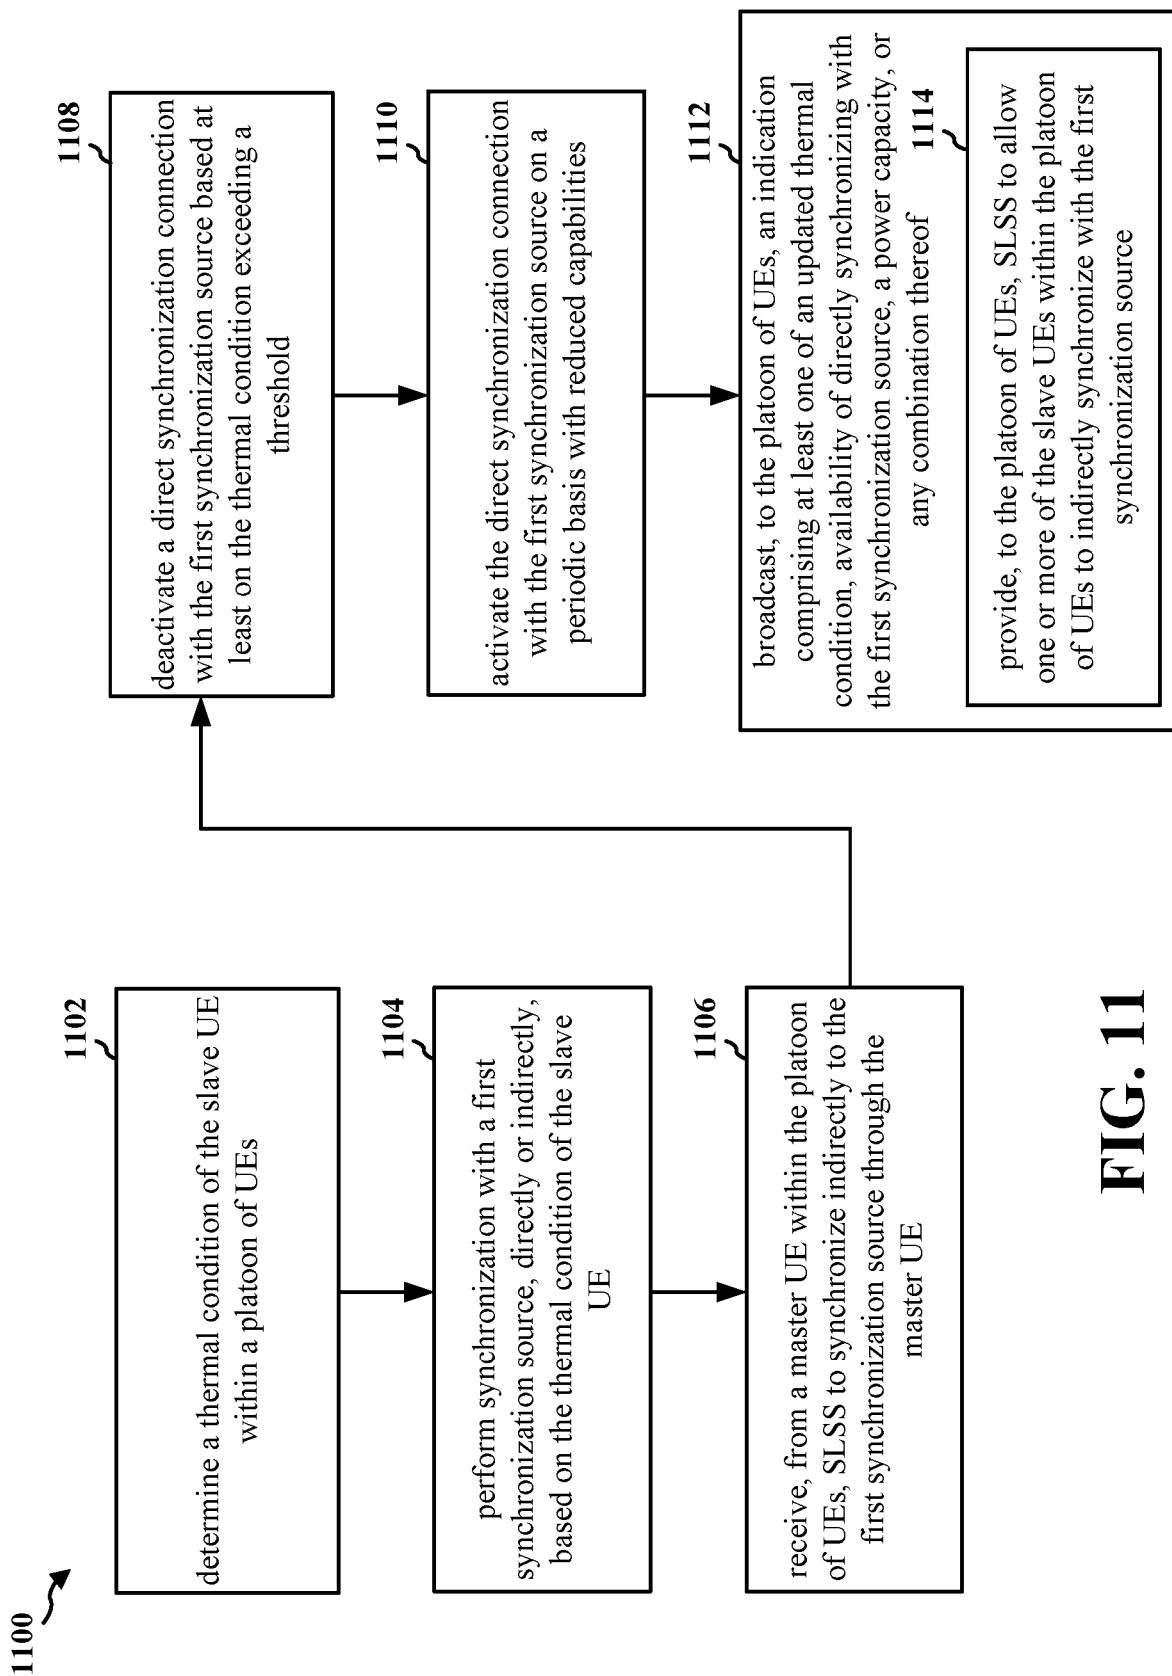 1100
1102
determine a thermal condition of the slave UE
within a platoon of UEs
1104
perform synchronization with a first
synchronization source, directly or indirectly,
based on the thermal condition of the slave
UE
1106
receive, from a master UE within the platoon
of UEs, SLSS to synchronize indirectly to the
first synchronization source through the
master UE
1108
deactivate a direct synchronization connection
with the first synchronization source based at
least on the thermal condition exceeding a
threshold
1110
activate the direct synchronization connection
with the first synchronization source on a
periodic basis with reduced capabilities
1112
broadcast, to the platoon of UEs, an indication
comprising at least one of an updated thermal
condition, availability of directly synchronizing with
the first synchronization source, a power capacity, or
any combination thereof
1114
provide, to the platoon of UEs, SLSS to allow
one or more of the slave UEs within the platoon
of UEs to indirectly synchronize with the first
synchronization source
FIG. 11